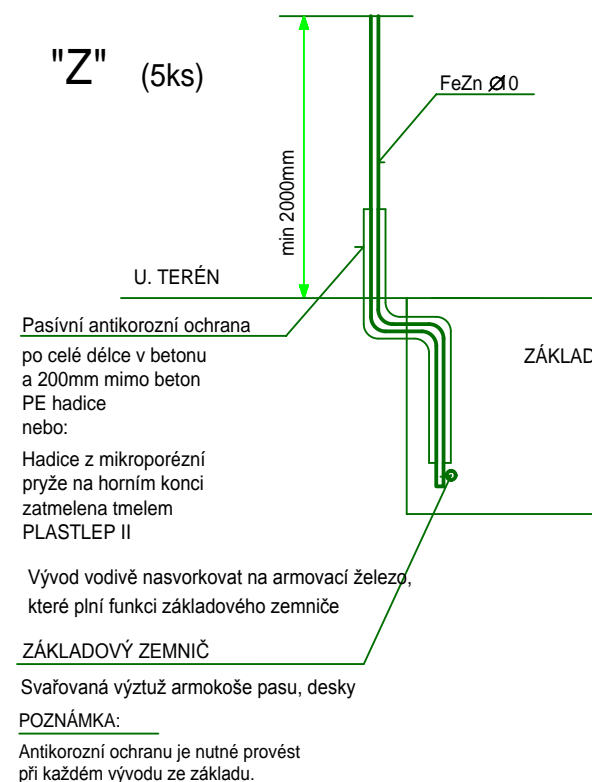 "Z" (5ks)
FeZn Ø10
min 2000mm
U. TERÉN
Pasívní antikorozní ochrana
po celé délce v betonu
a 200mm mimo beton
PE hadice
nebo:
ZÁKLAD
Hadice z mikroporézní
pryže na horním konci
zatmelena tmelem
PLASTLEP II
Vývod vodivě nasvorkovat na armovací železo,
které plní funkci základového zemniče
ZÁKLADOVÝ ZEMNIČ
Svařovaná výztuž armokoše pasu, desky
POZNÁMKA:
Antikorozní ochranu je nutné provést
při každém vývodu ze základu.